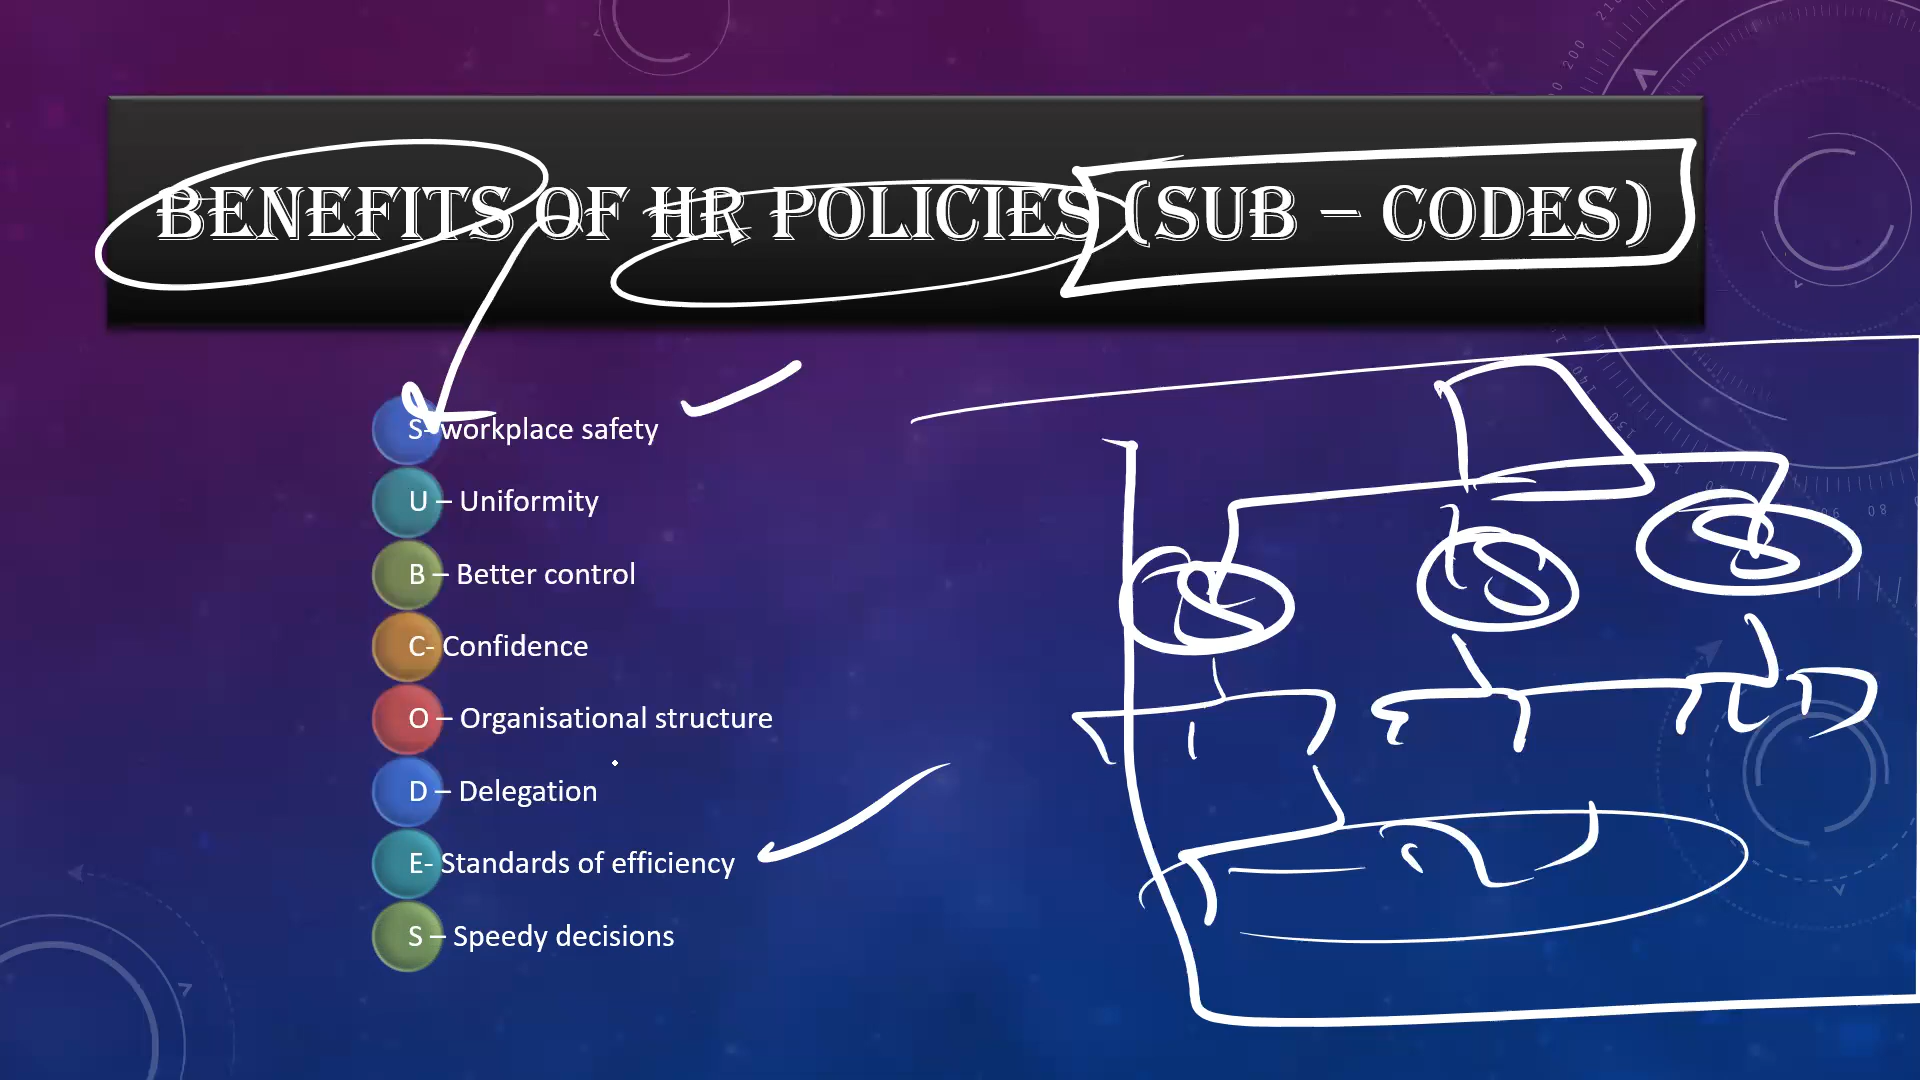 BENEFITS OF HR POLICIES (SUB – CODES)
S- workplace safety
U – Uniformity
B – Better control
C- Confidence
O – Organisational structure
D – Delegation
E- Standards of efficiency
S – Speedy decisions
S S S